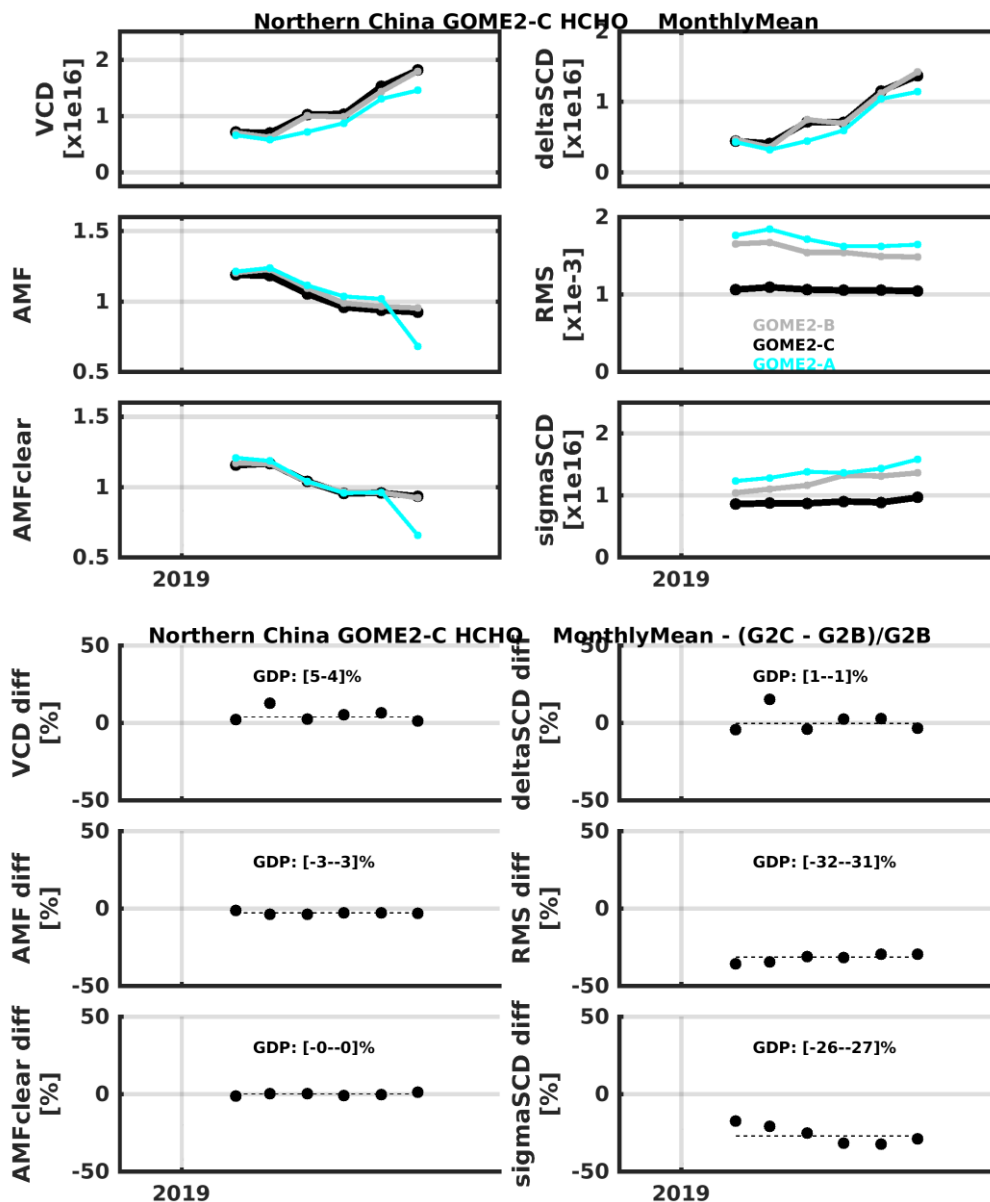 Northern China GOME2-C HCHO MonthlyMean
VCD
[x1e16]
2
1
0
deltaSCD
[x1e16]
2
1
0
AMF
1.5
1
0.5
RMS
[x1e-3]
2
1
0
GOME2-B
GOME2-C
GOME2-A
AMFclear
1.5
1
0.5
2019
sigmaSCD
[x1e16]
2
1
0
2019
Northern China GOME2-C HCHO MonthlyMean - (G2C - G2B)/G2B
VCD diff
[%]
50
0
-50
GDP: [5-4]%
deltaSCD diff
[%]
50
0
-50
GDP: [1--1]%
AMF diff
[%]
50
0
-50
GDP: [-3--3]%
RMS diff
[%]
50
0
-50
GDP: [-32--31]%
AMFclear diff
[%]
50
0
-50
GDP: [-0--0]%
2019
sigmaSCD diff
[%]
50
0
-50
GDP: [-26--27]%
2019